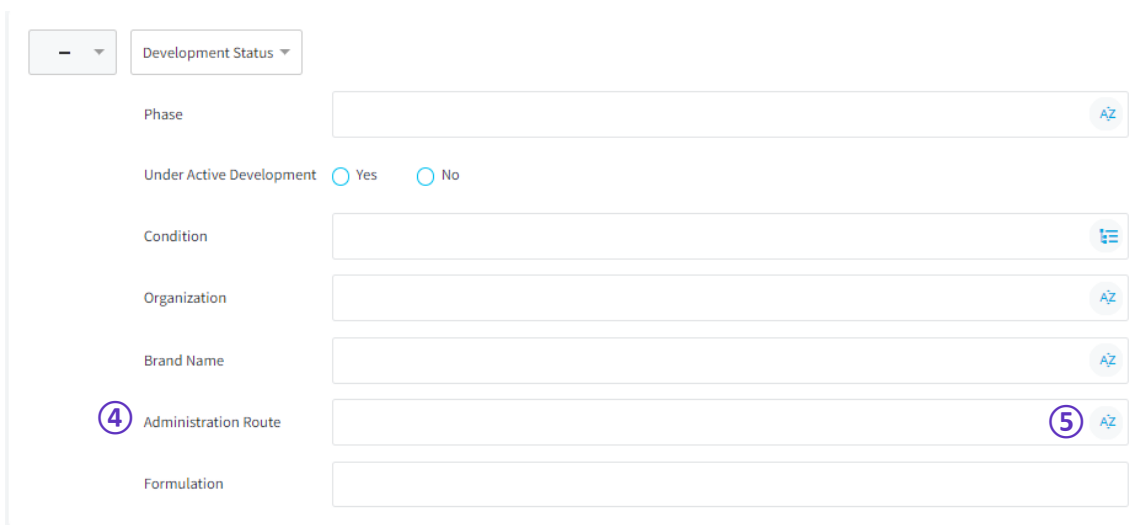 – Development Status
Phase AZ
Under Active Development Yes No
Condition
Organization AZ
Brand Name AZ
④ Administration Route ⑤ AZ
Formulation